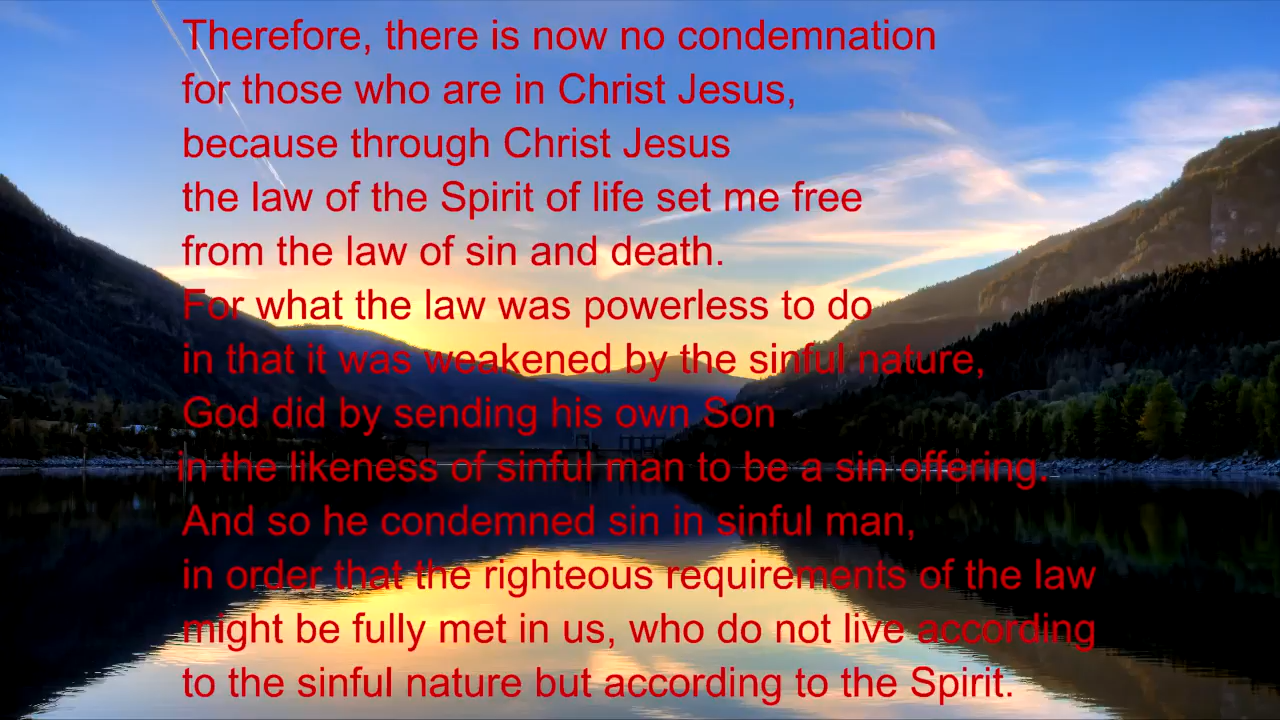 Therefore, there is now no condemnation
for those who are in Christ Jesus,
because through Christ Jesus
the law of the Spirit of life set me free
from the law of sin and death.
For what the law was powerless to do
in that it was weakened by the sinful nature,
God did by sending his own Son
in the likeness of sinful man to be a sin offering.
And so he condemned sin in sinful man,
in order that the righteous requirements of the law
might be fully met in us, who do not live according
to the sinful nature but according to the Spirit.